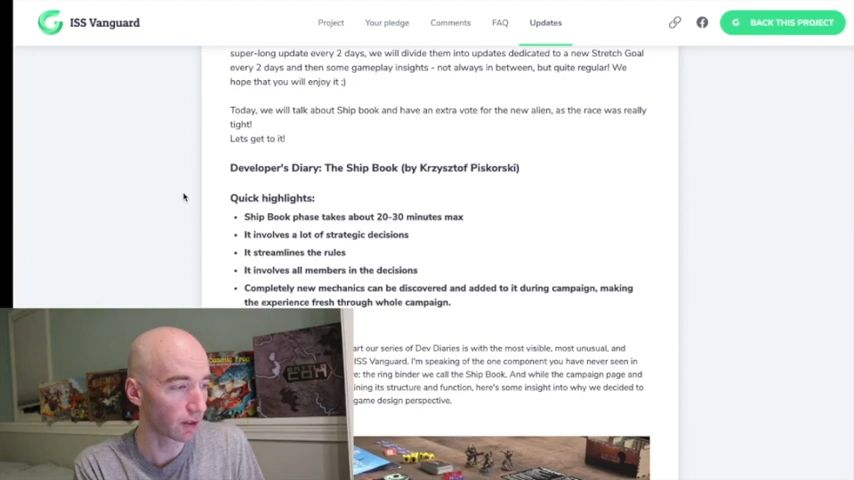 ISS Vanguard
Project
Your pledge
Comments
FAQ
Updates
BACK THIS PROJECT
super-long update every 2 days, we will divide them into updates dedicated to a new Stretch Goal
every 2 days and then some gameplay insights - not always in between, but quite regular! We
hope that you will enjoy it ;)
Today, we will talk about Ship book and have an extra vote for the new alien, as the race was really
tight!
Lets get to it!
Developer's Diary: The Ship Book (by Krzysztof Piskorski)
Quick highlights:
• Ship Book phase takes about 20-30 minutes max
• It involves a lot of strategic decisions
• It streamlines the rules
• It involves all members in the decisions
• Completely new mechanics can be discovered and added to it during campaign, making
the experience fresh through whole campaign.
art our series of Dev Diaries is with the most visible, most unusual, and
ISS Vanguard. I'm speaking of the one component you have never seen in
e: the ring binder we call the Ship Book. And while the campaign page and
ining its structure and function, here's some insight into why we decided to
game design perspective.